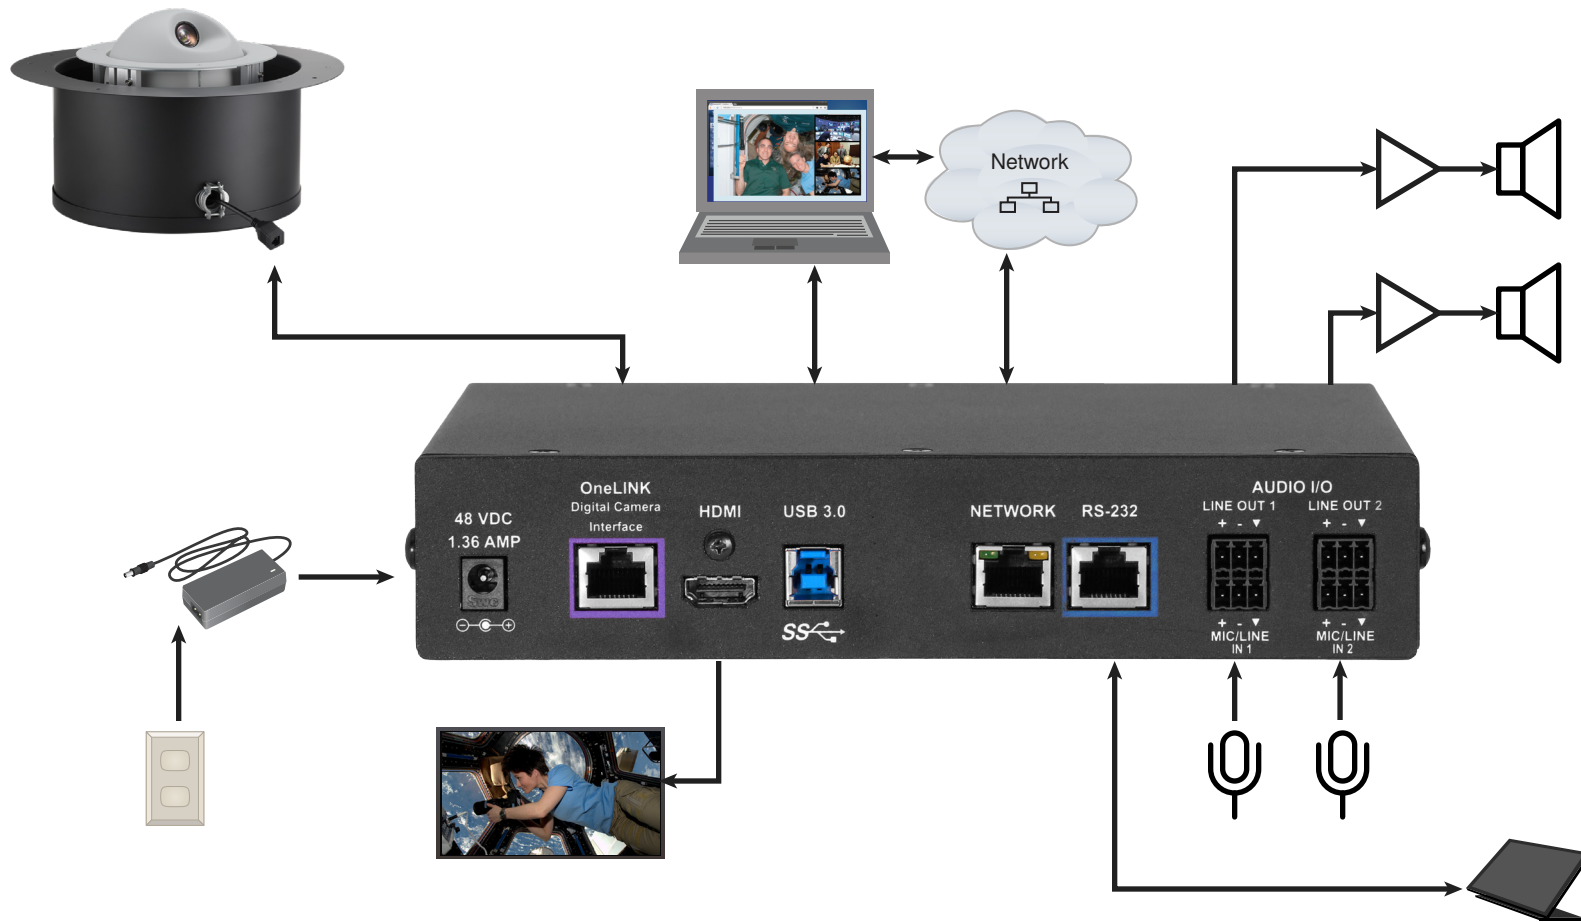 Network
48 VDC
1.36 AMP
OneLINK
Digital Camera
Interface
HDMI
USB 3.0
SS
NETWORK
RS-232
AUDIO I/O
LINE OUT 1
LINE OUT 2
+ - ▼
+ - ▼
+ - ▼
+ - ▼
MIC/LINE
IN 1
MIC/LINE
IN 2